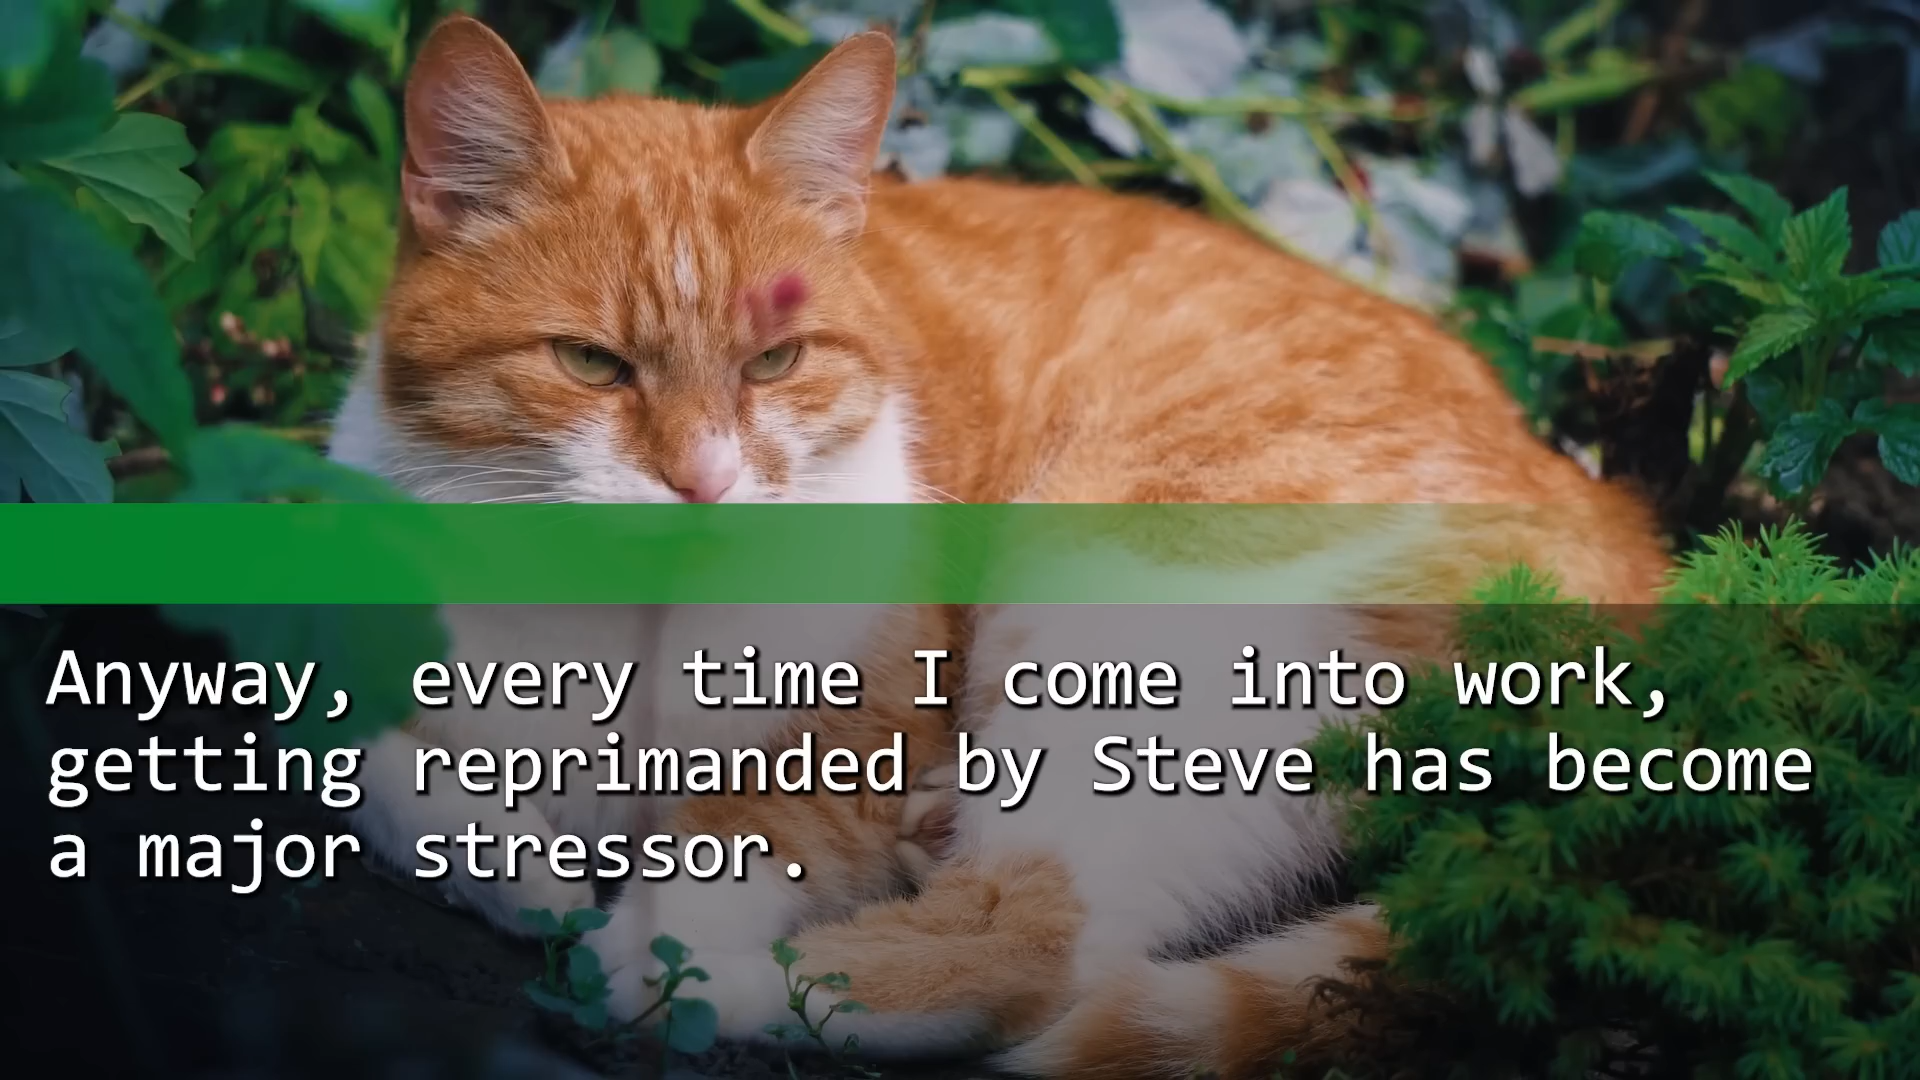 Anyway, every time I come into work,
getting reprimanded by Steve has become
a major stressor.